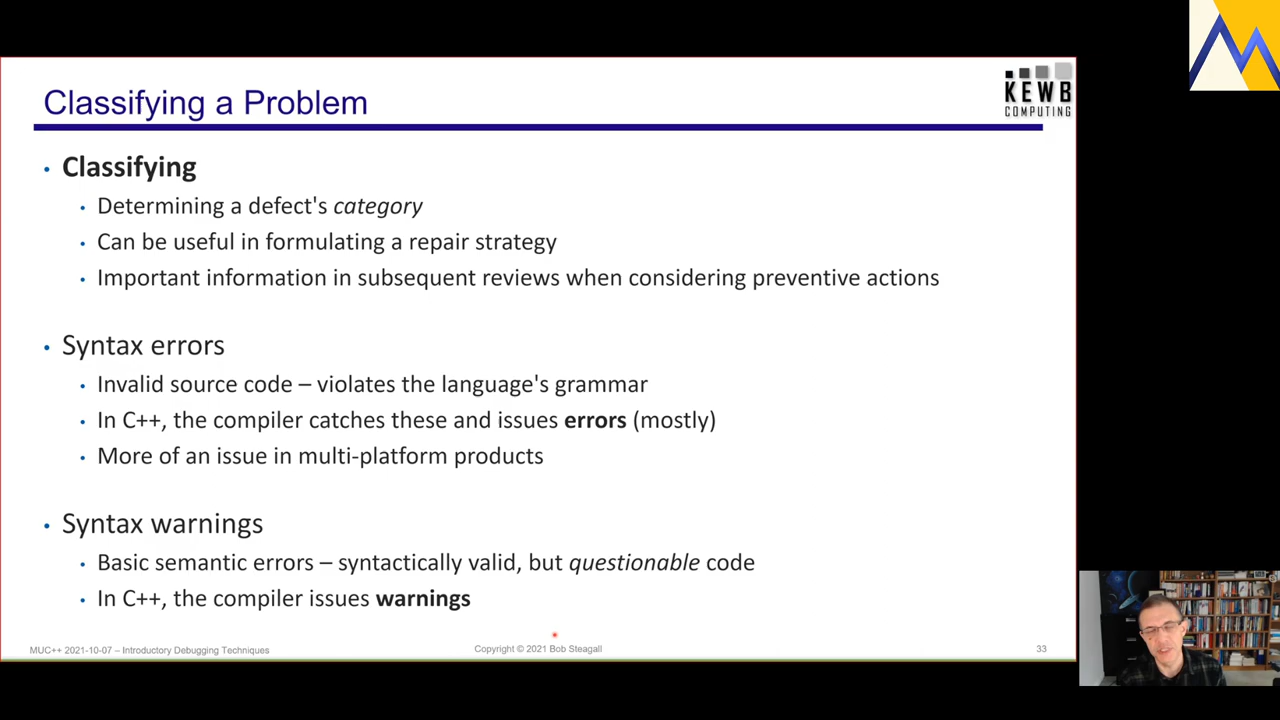 Classifying a Problem
KEWB
COMPUTING
• Classifying
• Determining a defect's category
• Can be useful in formulating a repair strategy
• Important information in subsequent reviews when considering preventive actions
• Syntax errors
• Invalid source code – violates the language's grammar
• In C++, the compiler catches these and issues errors (mostly)
• More of an issue in multi-platform products
• Syntax warnings
• Basic semantic errors – syntactically valid, but questionable code
• In C++, the compiler issues warnings
MUC++ 2021-10-07 – Introductory Debugging Techniques
Copyright © 2021 Bob Steagall
33